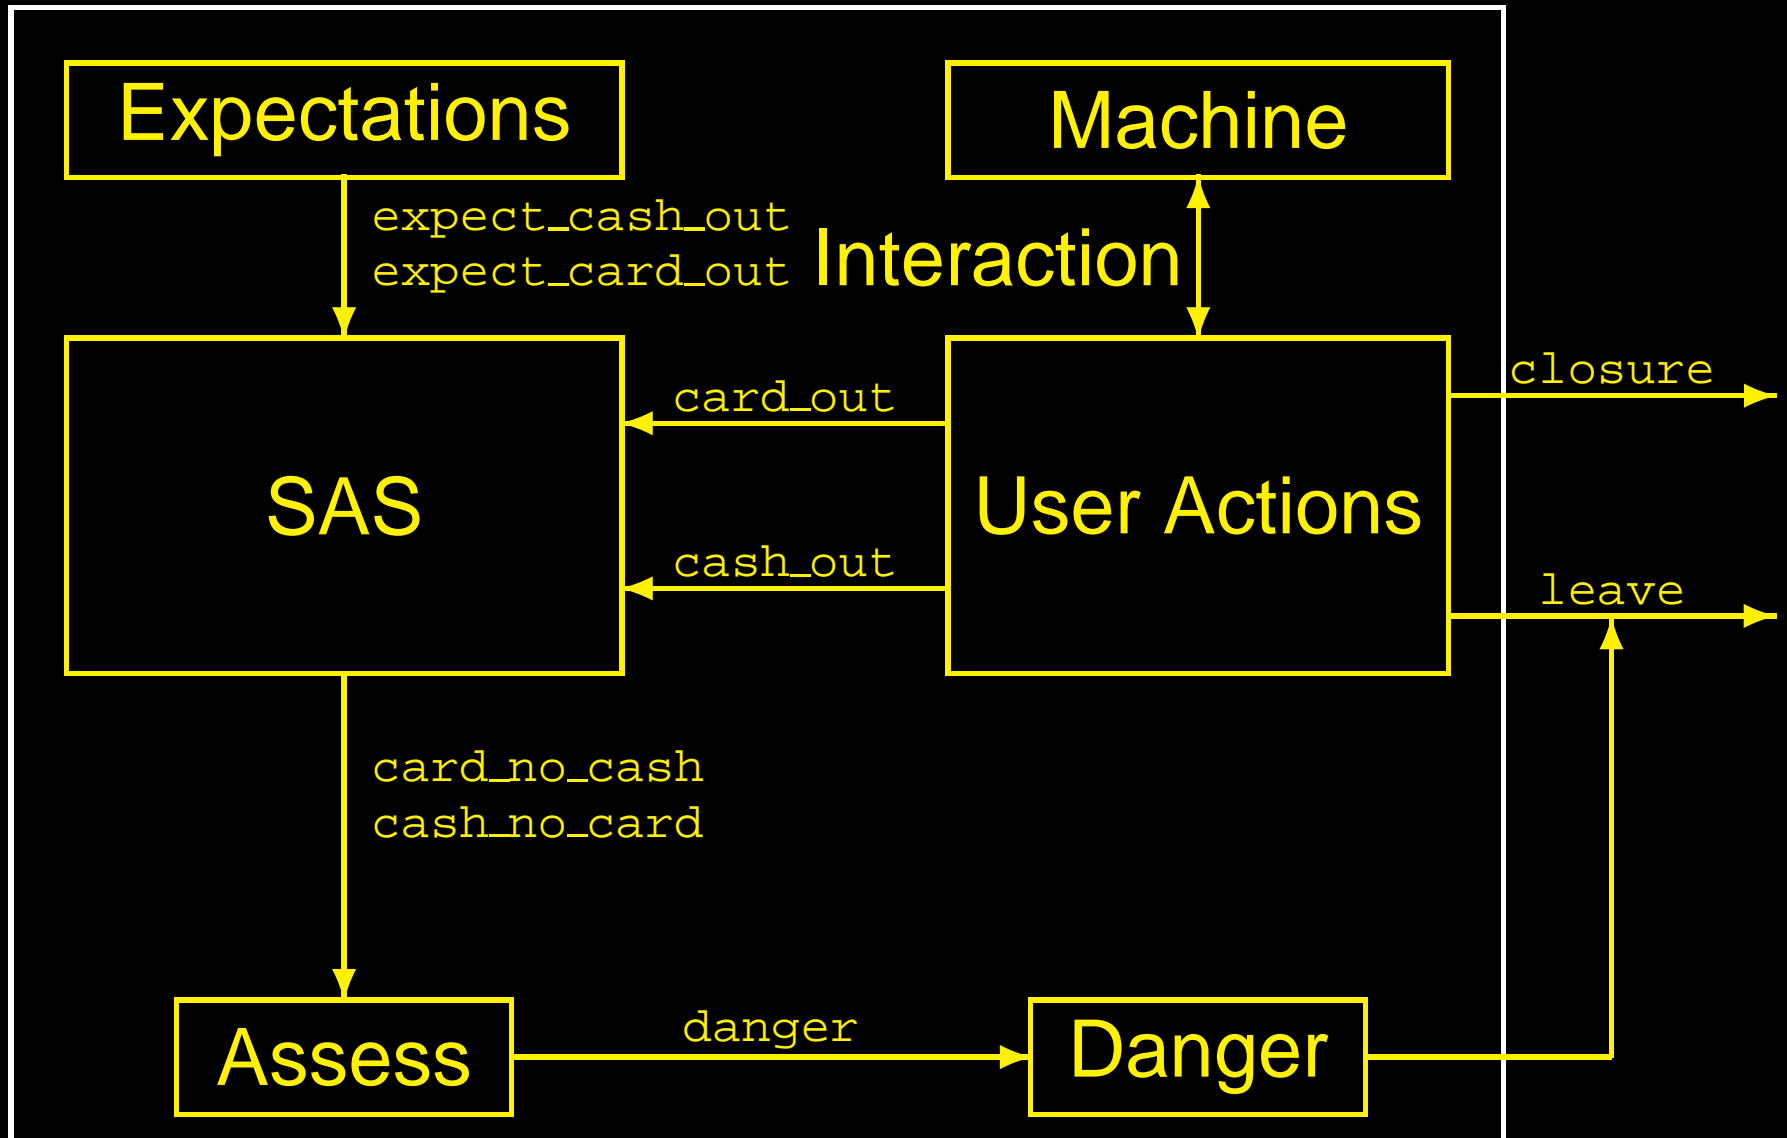 Expectations
Machine
expect_cash_out
expect_card_out
Interaction
closure
card_out
SAS
User Actions
cash_out
leave
card_no_cash
cash_no_card
danger
Assess
Danger